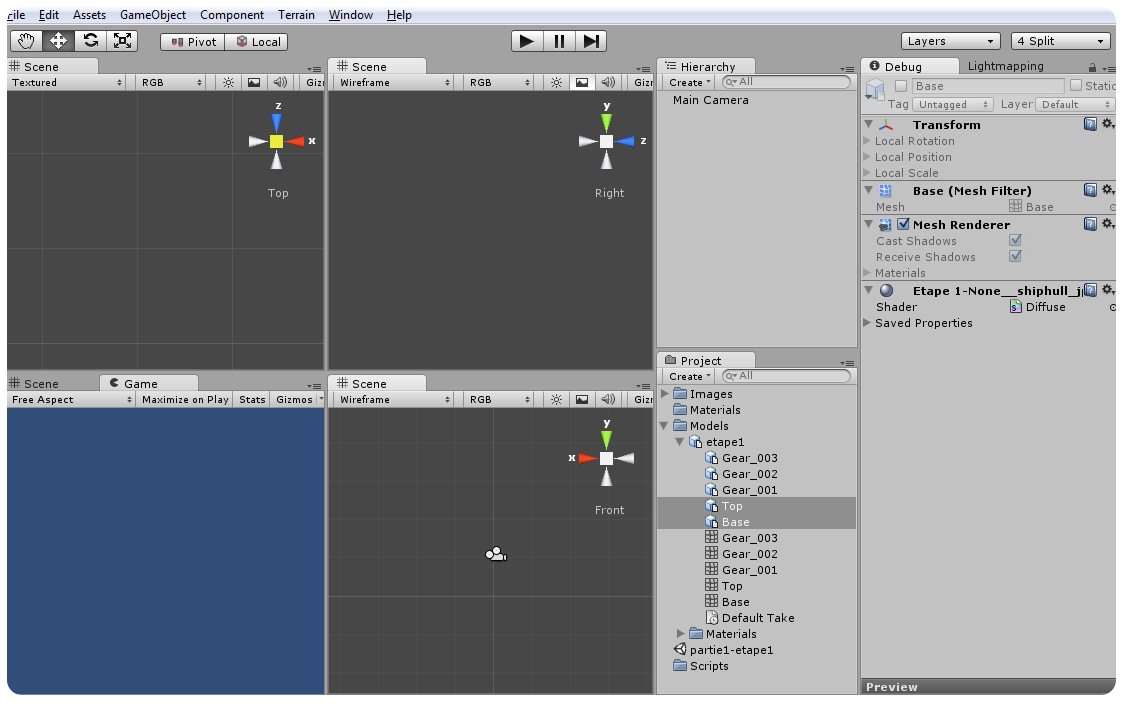 File Edit Assets GameObject Component Terrain Window Help
Pivot Local Layers 4 Split
Scene
Textured RGB
z
x
Top
Scene
Wireframe RGB
y
z
Right
Scene Game
Free Aspect Maximize on Play Stats Gizmos
Scene
Wireframe RGB
y
x
Front
Hierarchy
Create All
Main Camera
Project
Create All
Images
Materials
Models
etape1
Gear_003
Gear_002
Gear_001
Top
Base
Gear_003
Gear_002
Gear_001
Top
Base
Default Take
Materials
partie1-etape1
Scripts
Debug Lightmapping
Base Static
Tag Untagged Layer Default
Transform
Local Rotation
Local Position
Local Scale
Base (Mesh Filter)
Mesh Base
Mesh Renderer
Cast Shadows
Receive Shadows
Materials
Etape 1-None__shiphull_j
Shader Diffuse
Saved Properties
Preview